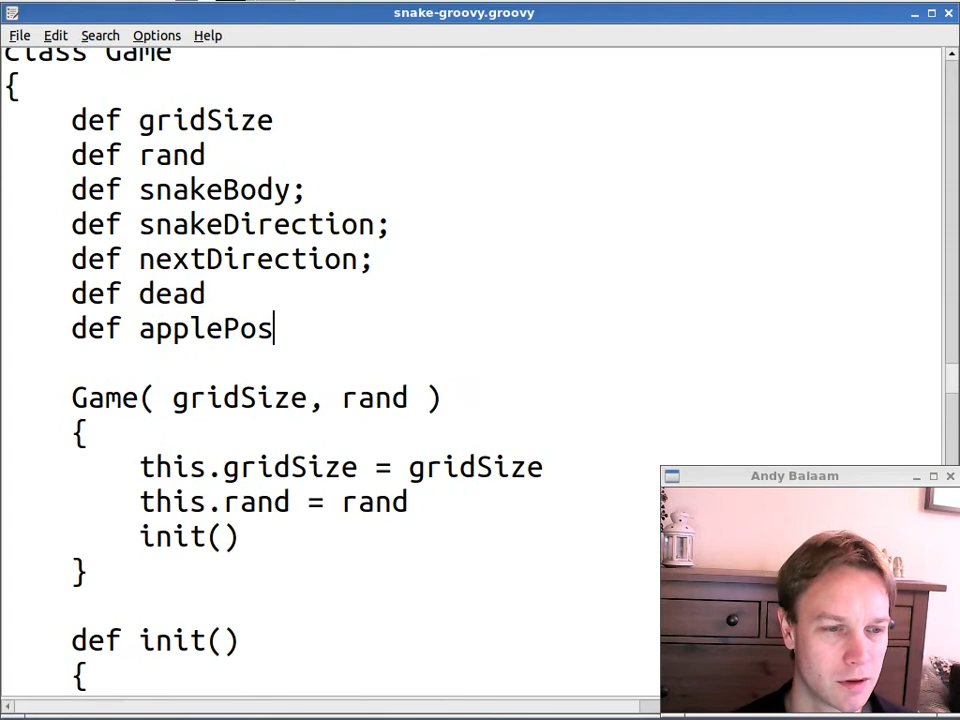 snake-groovy.groovy
File Edit Search Options Help
class Game
{
def gridSize
def rand
def snakeBody;
def snakeDirection;
def nextDirection;
def dead
def applePos
Game( gridSize, rand )
{
this.gridSize = gridSize
this.rand = rand
init()
}
def init()
{
Andy Balaam